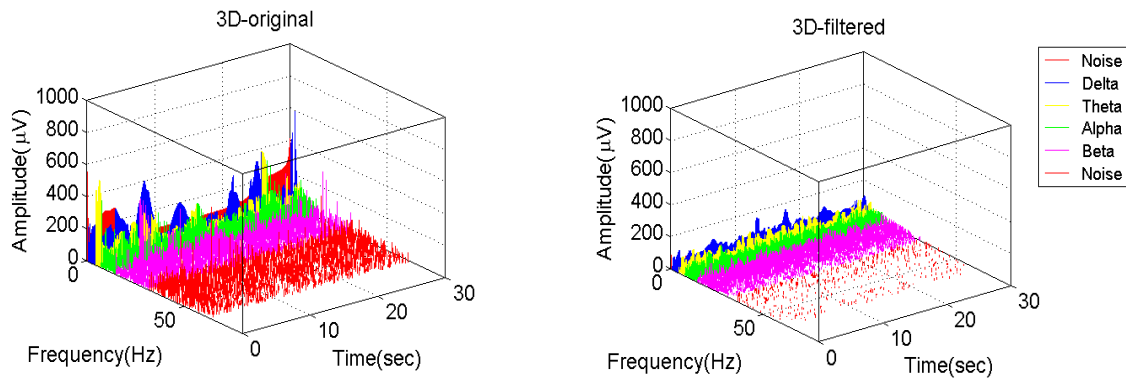 3D-original
1000
800
600
400
200
0
Amplitude(μV)
50
Frequency(Hz)
0
10
20
30
Time(sec)
3D-filtered
1000
800
600
400
200
0
Amplitude(μV)
0
50
Frequency(Hz)
0
10
20
30
Time(sec)
Noise
Delta
Theta
Alpha
Beta
Noise
0